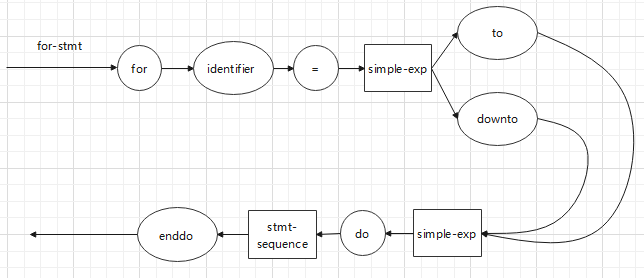 for-stmt
for
identifier
=
simple-exp
to
downto
simple-exp
do
stmt-
sequence
enddo